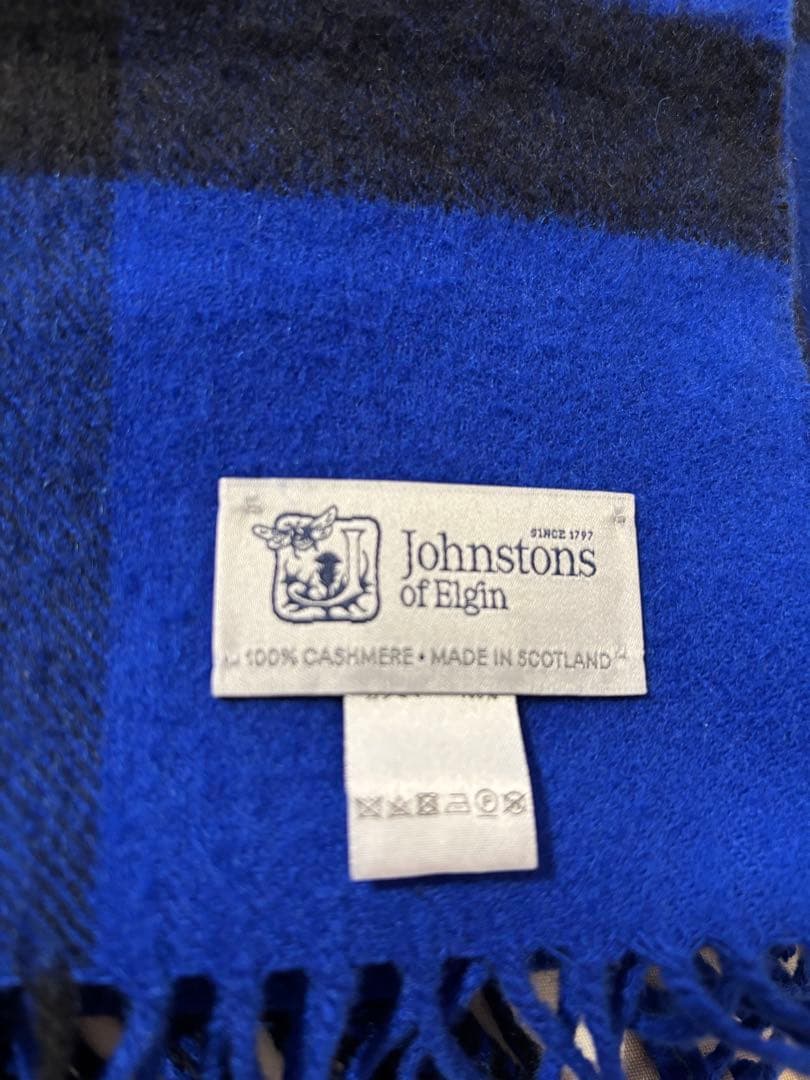 SINCE 1797
Johnstons
of Elgin
100% CASHMERE • MADE IN SCOTLAND